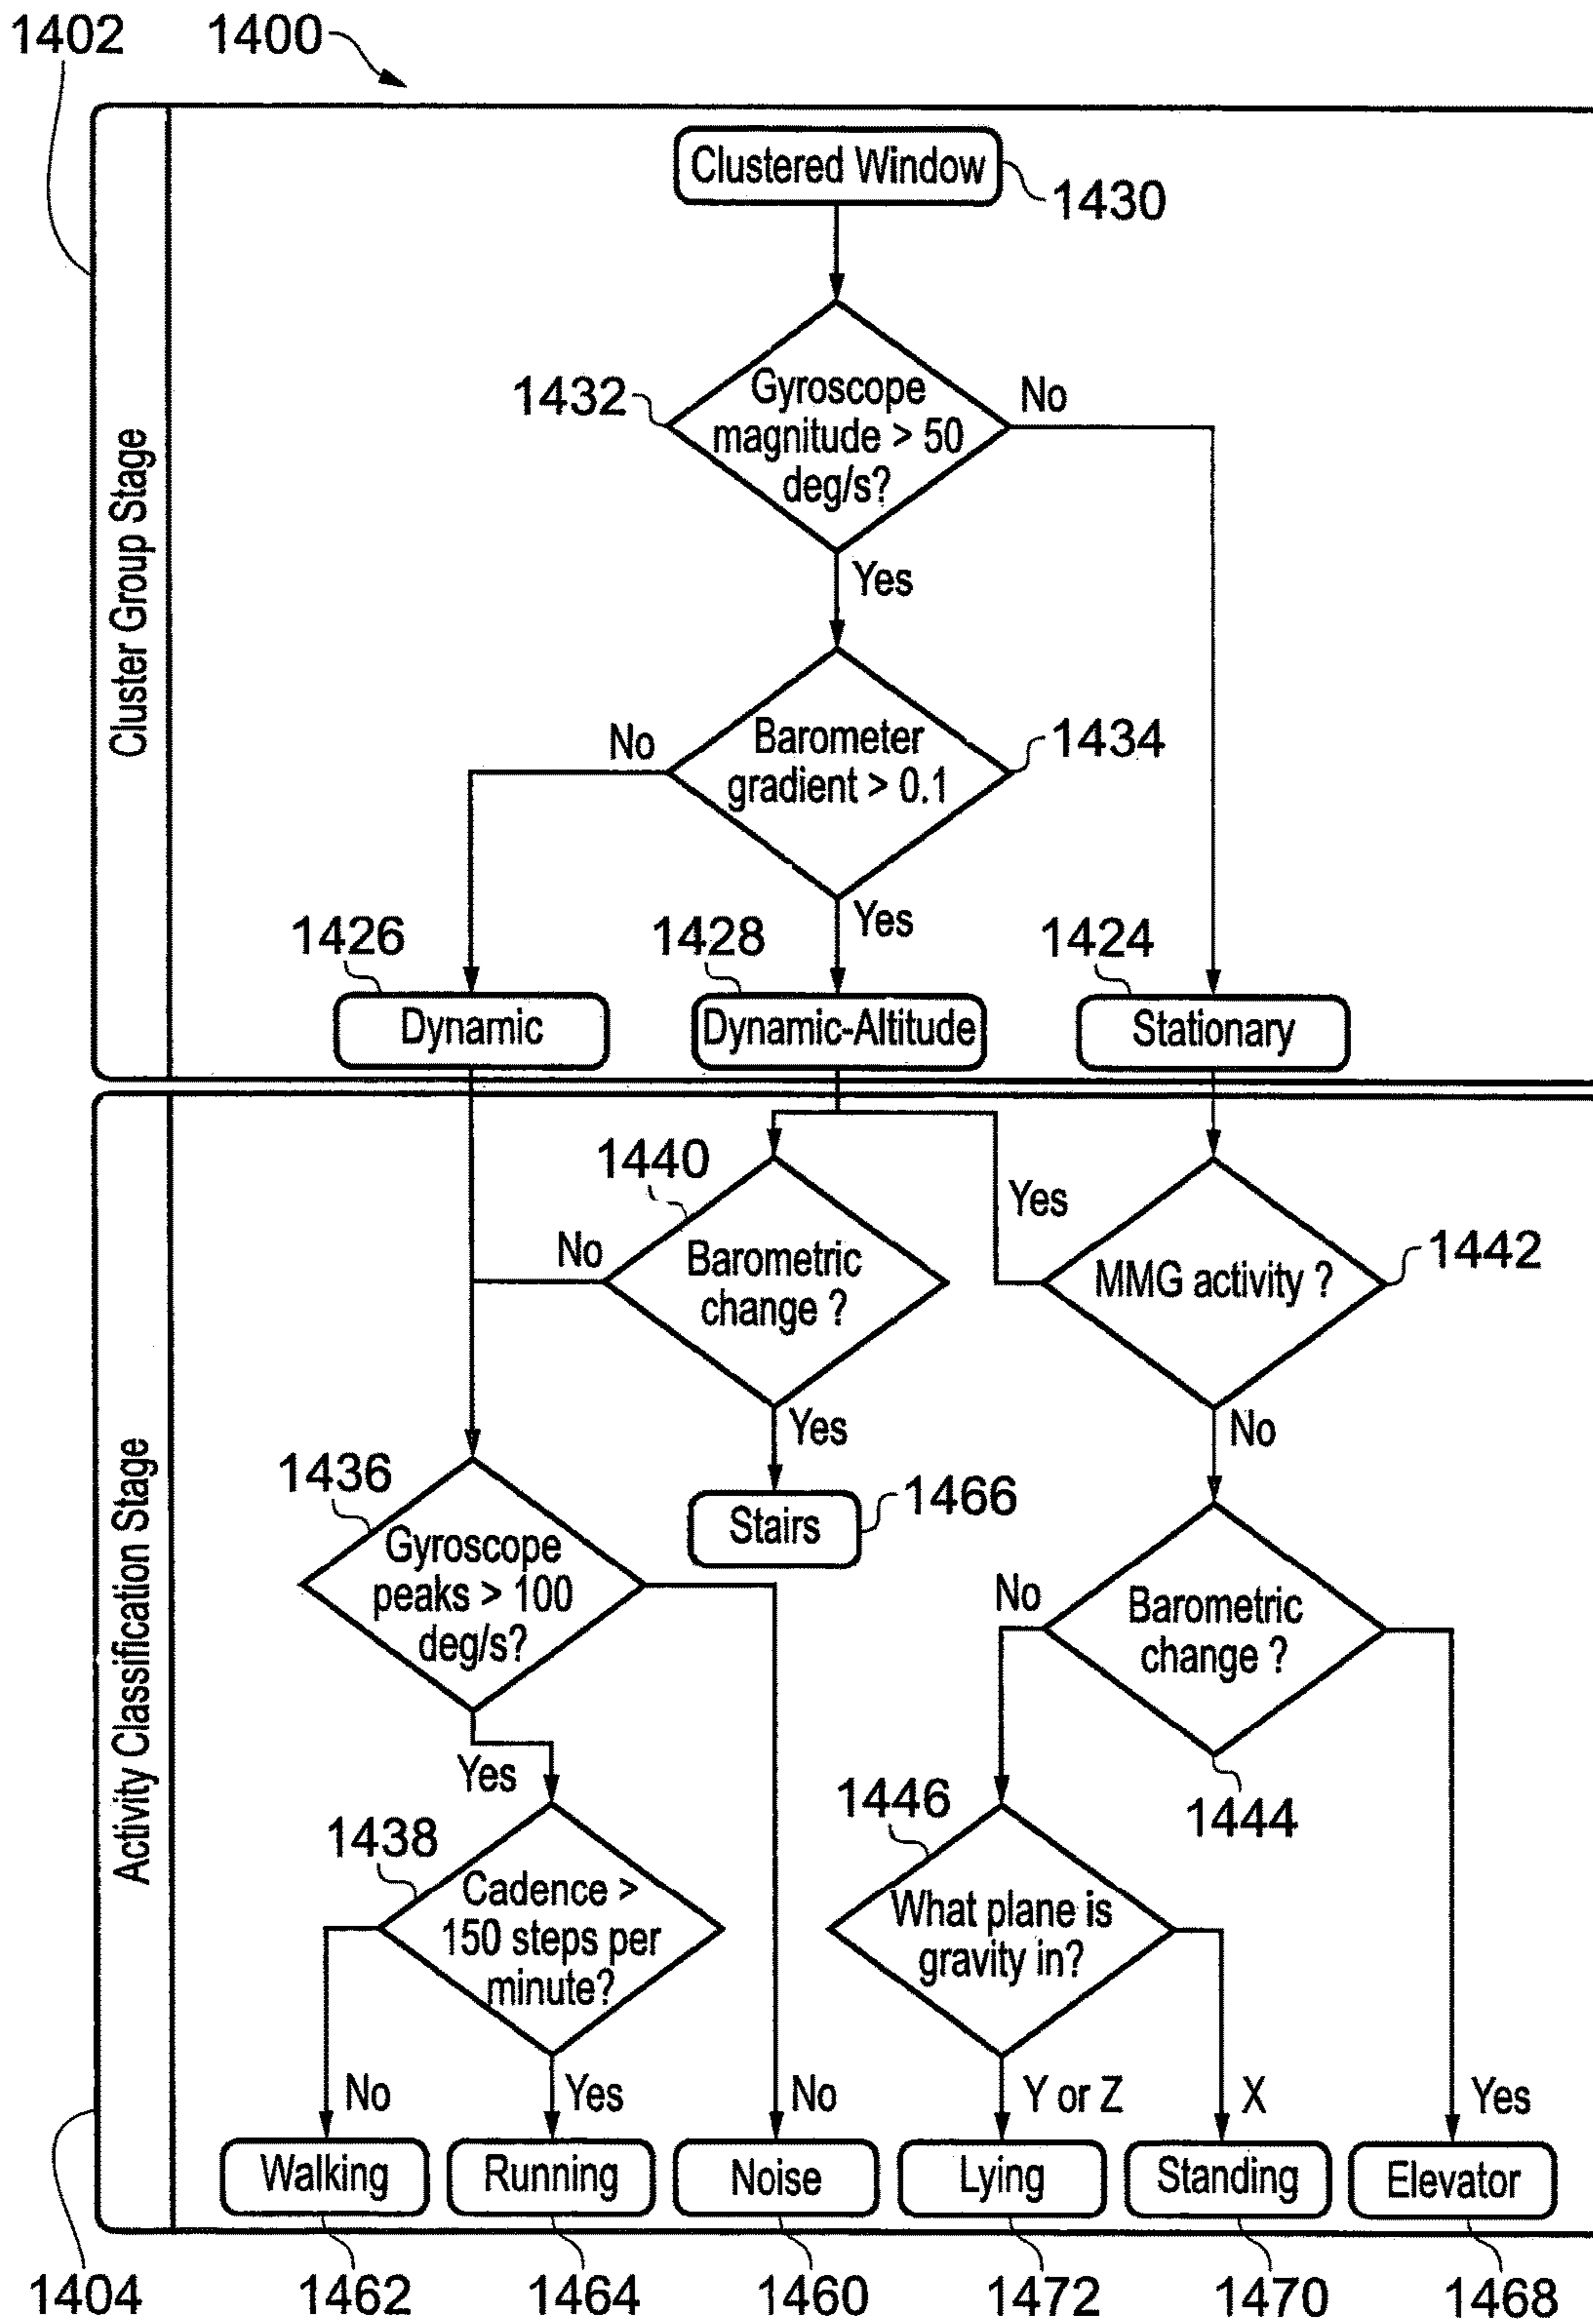 1402
1400
Cluster Group Stage
Clustered Window
1430
1432
Gyroscope
magnitude > 50
deg/s?
No
Yes
No
Barometer
gradient > 0.1
1434
Yes
1426
1428
1424
Dynamic
Dynamic-Altitude
Stationary
Activity Classification Stage
1440
No
Barometric
change ?
Yes
MMG activity ?
1442
Yes
No
1436
Stairs
1466
Gyroscope
peaks > 100
deg/s?
No
Barometric
change ?
Yes
1438
1446
1444
Cadence >
150 steps per
minute?
What plane is
gravity in?
No
Yes
No
Y or Z
X
Yes
Walking
Running
Noise
Lying
Standing
Elevator
1404
1462
1464
1460
1472
1470
1468